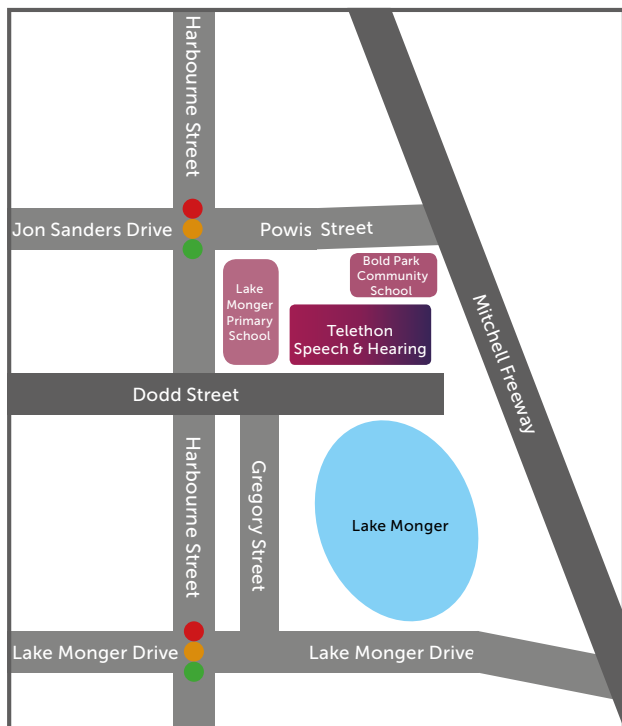 Harbourne Street
Jon Sanders Drive
Powis Street
Bold Park
Community
School
Lake
Monger
Primary
School
Telethon
Speech & Hearing
Mitchell Freeway
Dodd Street
Harbourne Street
Gregory Street
Lake Monger
Lake Monger Drive
Lake Monger Drive